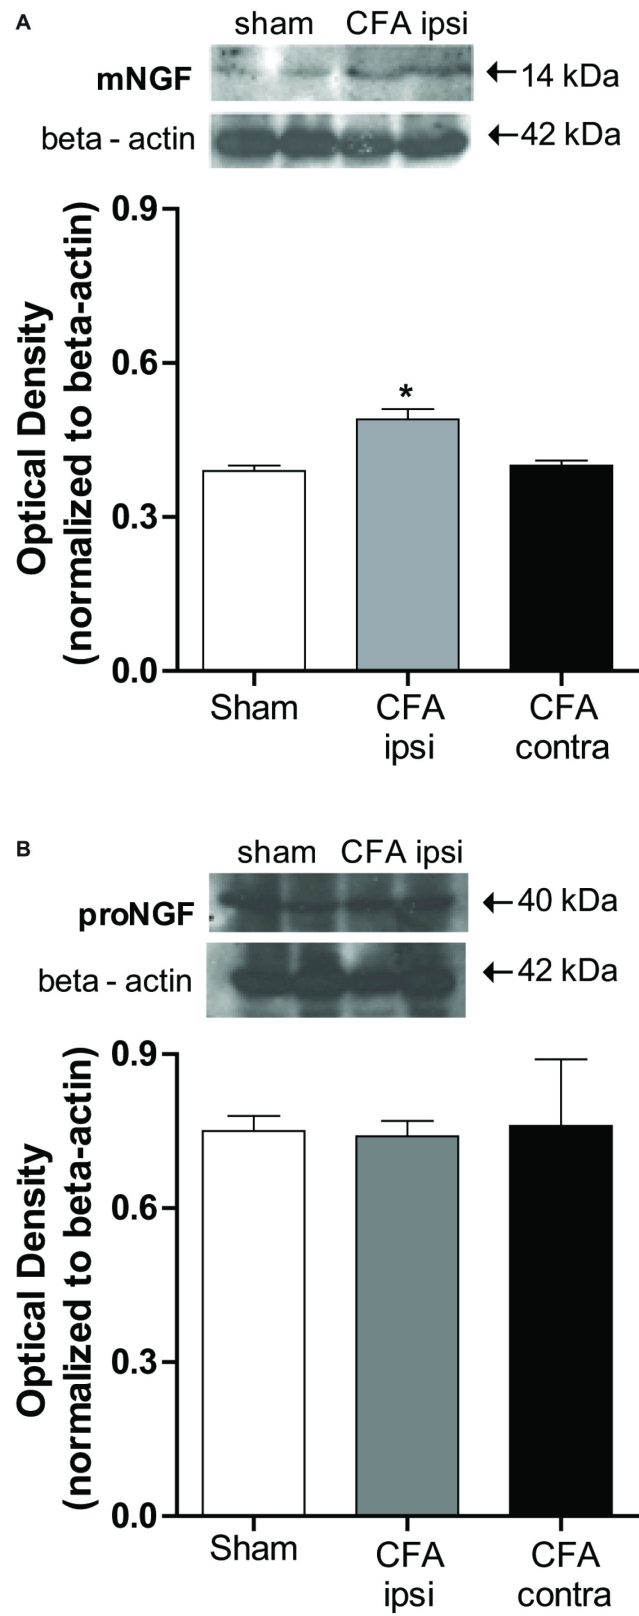 A
sham CFA ipsi
mNGF ←14 kDa
beta - actin ←42 kDa
Optical Density
(normalized to beta-actin)
0.9
0.6
*
0.3
0.0
Sham CFA CFA
ipsi contra
B
sham CFA ipsi
proNGF ←40 kDa
beta - actin ←42 kDa
Optical Density
(normalized to beta-actin)
0.9
0.6
0.3
0.0
Sham CFA CFA
ipsi contra